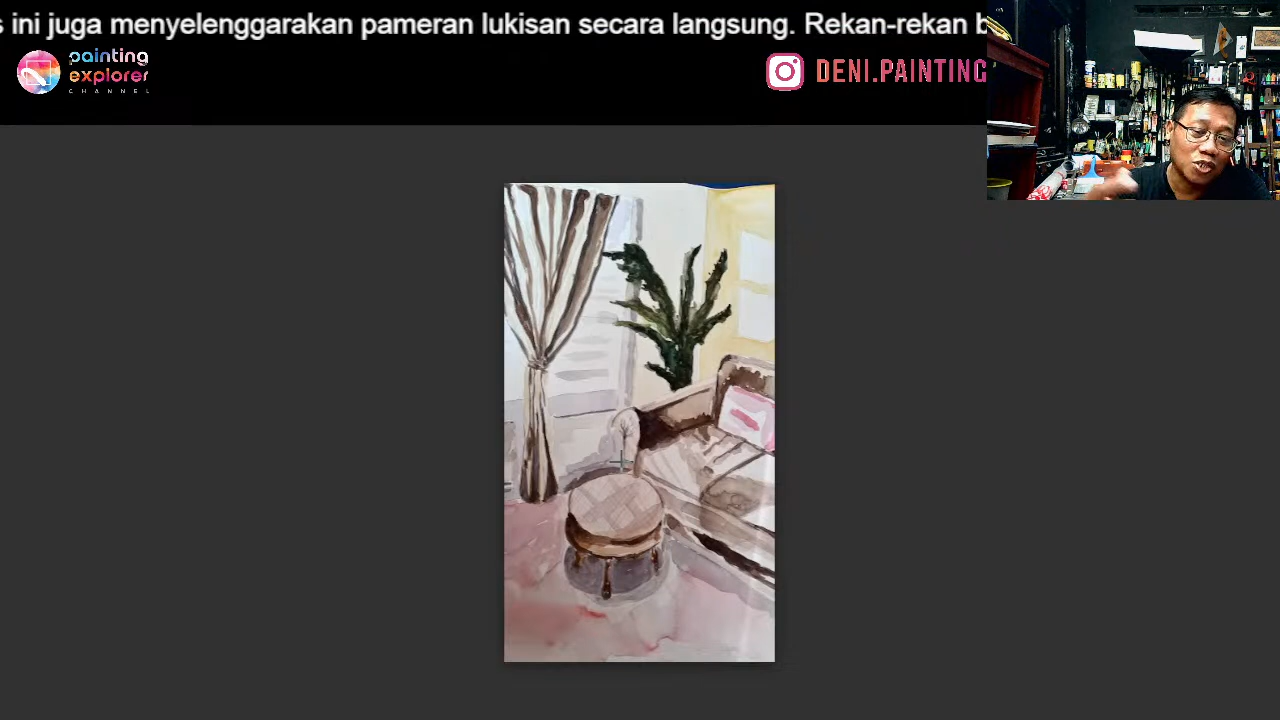 s ini juga menyelenggarakan pameran lukisan secara langsung. Rekan-rekan b
painting
explorer
CHANNEL
DENI.PAINTING